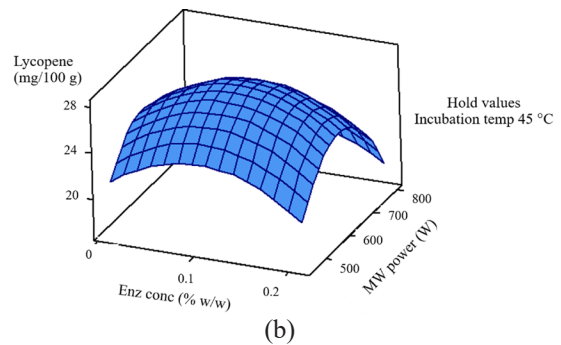 Lycopene
(mg/100 g)
28
24
20
0
0.1
0.2
Enz conc (% w/w)
500
600
700
800
MW power (W)
Hold values
Incubation temp 45 °C
(b)